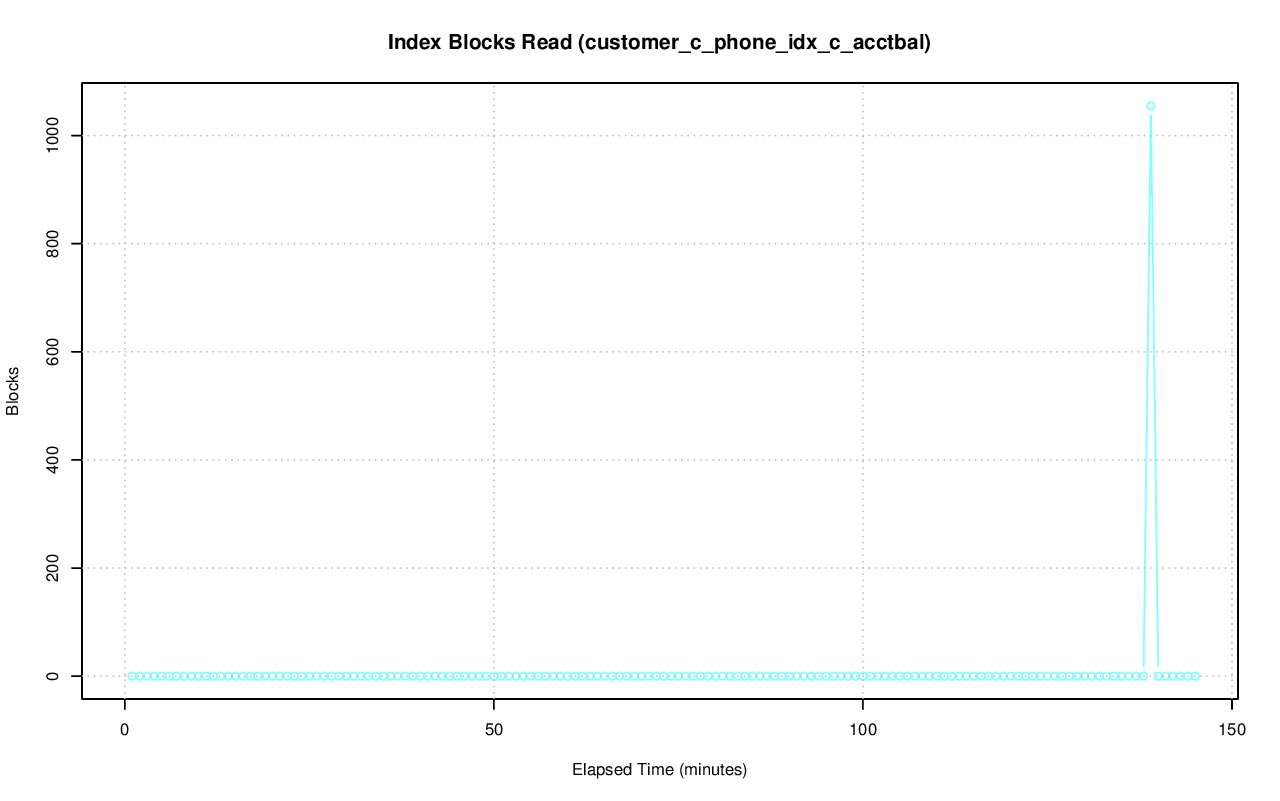 Index Blocks Read (customer_c_phone_idx_c_acctbal)
1000
800
600
400
200
0
Blocks
0 50 100 150
Elapsed Time (minutes)